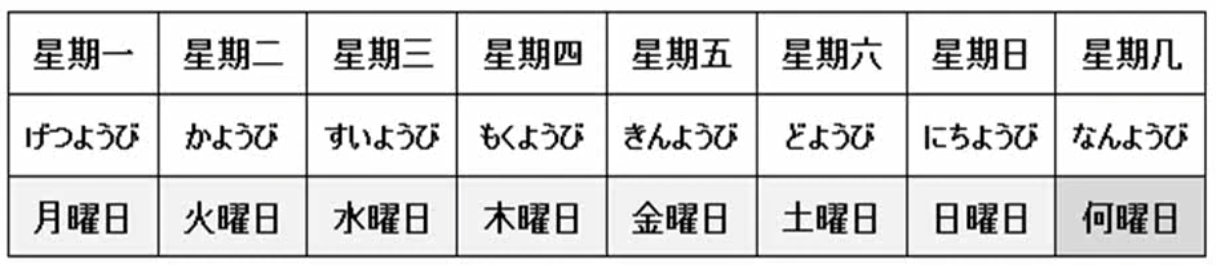 星期一 星期二 星期三 星期四 星期五 星期六 星期日 星期几
げつようび かようび すいようび もくようび きんようび どようび にちようび なんようび
月曜日 火曜日 水曜日 木曜日 金曜日 土曜日 日曜日 何曜日